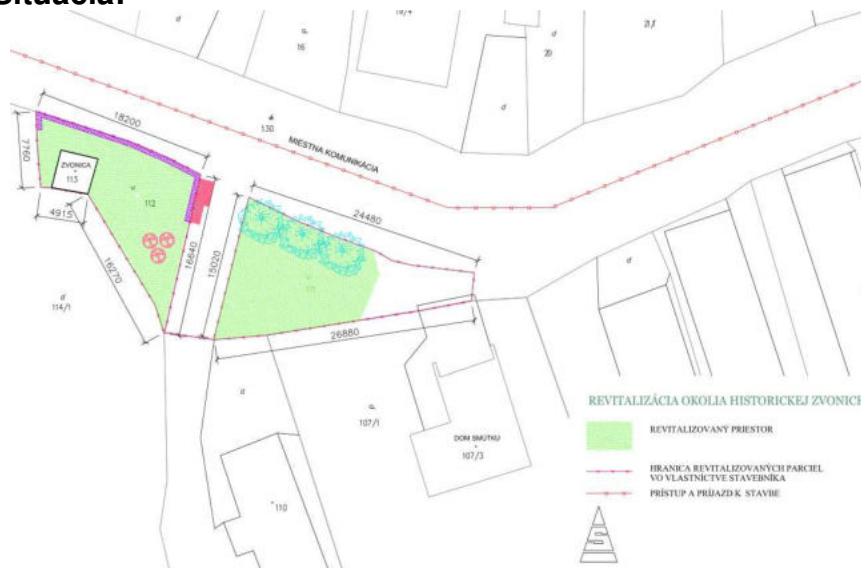 Situácia:
d
16
d
20
d
130
MIESTNA KOMUNIKÁCIA
18200
7760
ZVONICA
113
112
4915
16270
16640
15020
24480
26880
d
114/1
d
d
107/1
DOM SMÚTKU
107/3
110
REVITALIZÁCIA OKOLIA HISTORICKEJ ZVONICE
REVITALIZOVANÝ PRIESTOR
HRANICA REVITALIZOVANÝCH PARCIEL
VO VLASTNÍCTVE STAVEBNÍKA
PRÍSTUP A PRÍJAZD K STAVBE